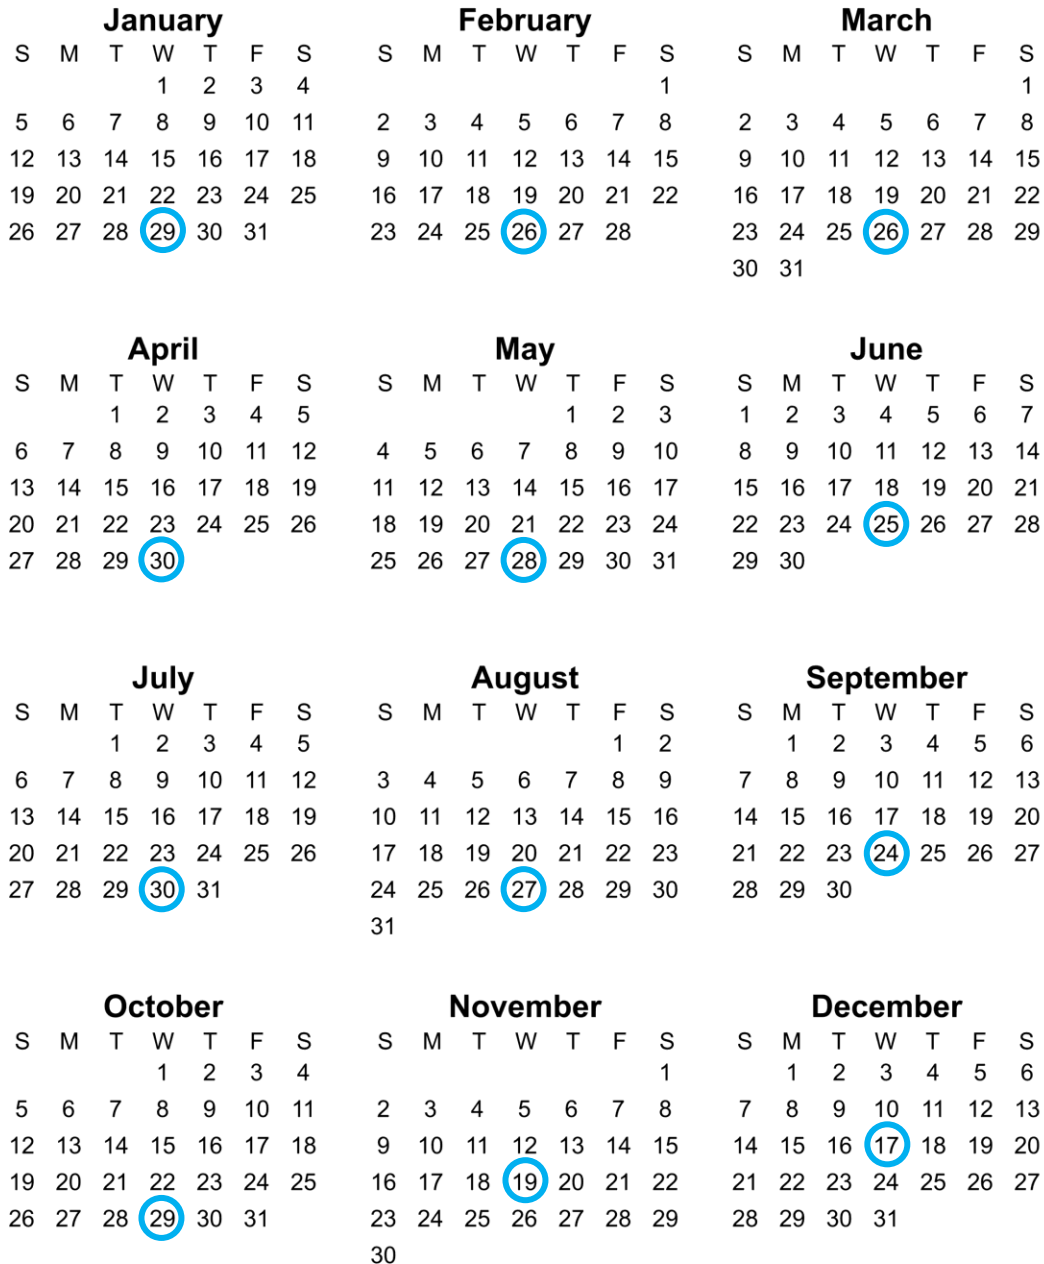 January
S M T W T F S
1 2 3 4
5 6 7 8 9 10 11
12 13 14 15 16 17 18
19 20 21 22 23 24 25
26 27 28 29 30 31
February
S M T W T F S
1
2 3 4 5 6 7 8
9 10 11 12 13 14 15
16 17 18 19 20 21 22
23 24 25 26 27 28
March
S M T W T F S
1
2 3 4 5 6 7 8
9 10 11 12 13 14 15
16 17 18 19 20 21 22
23 24 25 26 27 28 29
30 31
April
S M T W T F S
1 2 3 4 5
6 7 8 9 10 11 12
13 14 15 16 17 18 19
20 21 22 23 24 25 26
27 28 29 30
May
S M T W T F S
1 2 3
4 5 6 7 8 9 10
11 12 13 14 15 16 17
18 19 20 21 22 23 24
25 26 27 28 29 30 31
June
S M T W T F S
1 2 3 4 5 6 7
8 9 10 11 12 13 14
15 16 17 18 19 20 21
22 23 24 25 26 27 28
29 30
July
S M T W T F S
1 2 3 4 5
6 7 8 9 10 11 12
13 14 15 16 17 18 19
20 21 22 23 24 25 26
27 28 29 30 31
August
S M T W T F S
1 2
3 4 5 6 7 8 9
10 11 12 13 14 15 16
17 18 19 20 21 22 23
24 25 26 27 28 29 30
31
September
S M T W T F S
1 2 3 4 5 6
7 8 9 10 11 12 13
14 15 16 17 18 19 20
21 22 23 24 25 26 27
28 29 30
October
S M T W T F S
1 2 3 4
5 6 7 8 9 10 11
12 13 14 15 16 17 18
19 20 21 22 23 24 25
26 27 28 29 30 31
November
S M T W T F S
1
2 3 4 5 6 7 8
9 10 11 12 13 14 15
16 17 18 19 20 21 22
23 24 25 26 27 28 29
30
December
S M T W T F S
1 2 3 4 5 6
7 8 9 10 11 12 13
14 15 16 17 18 19 20
21 22 23 24 25 26 27
28 29 30 31